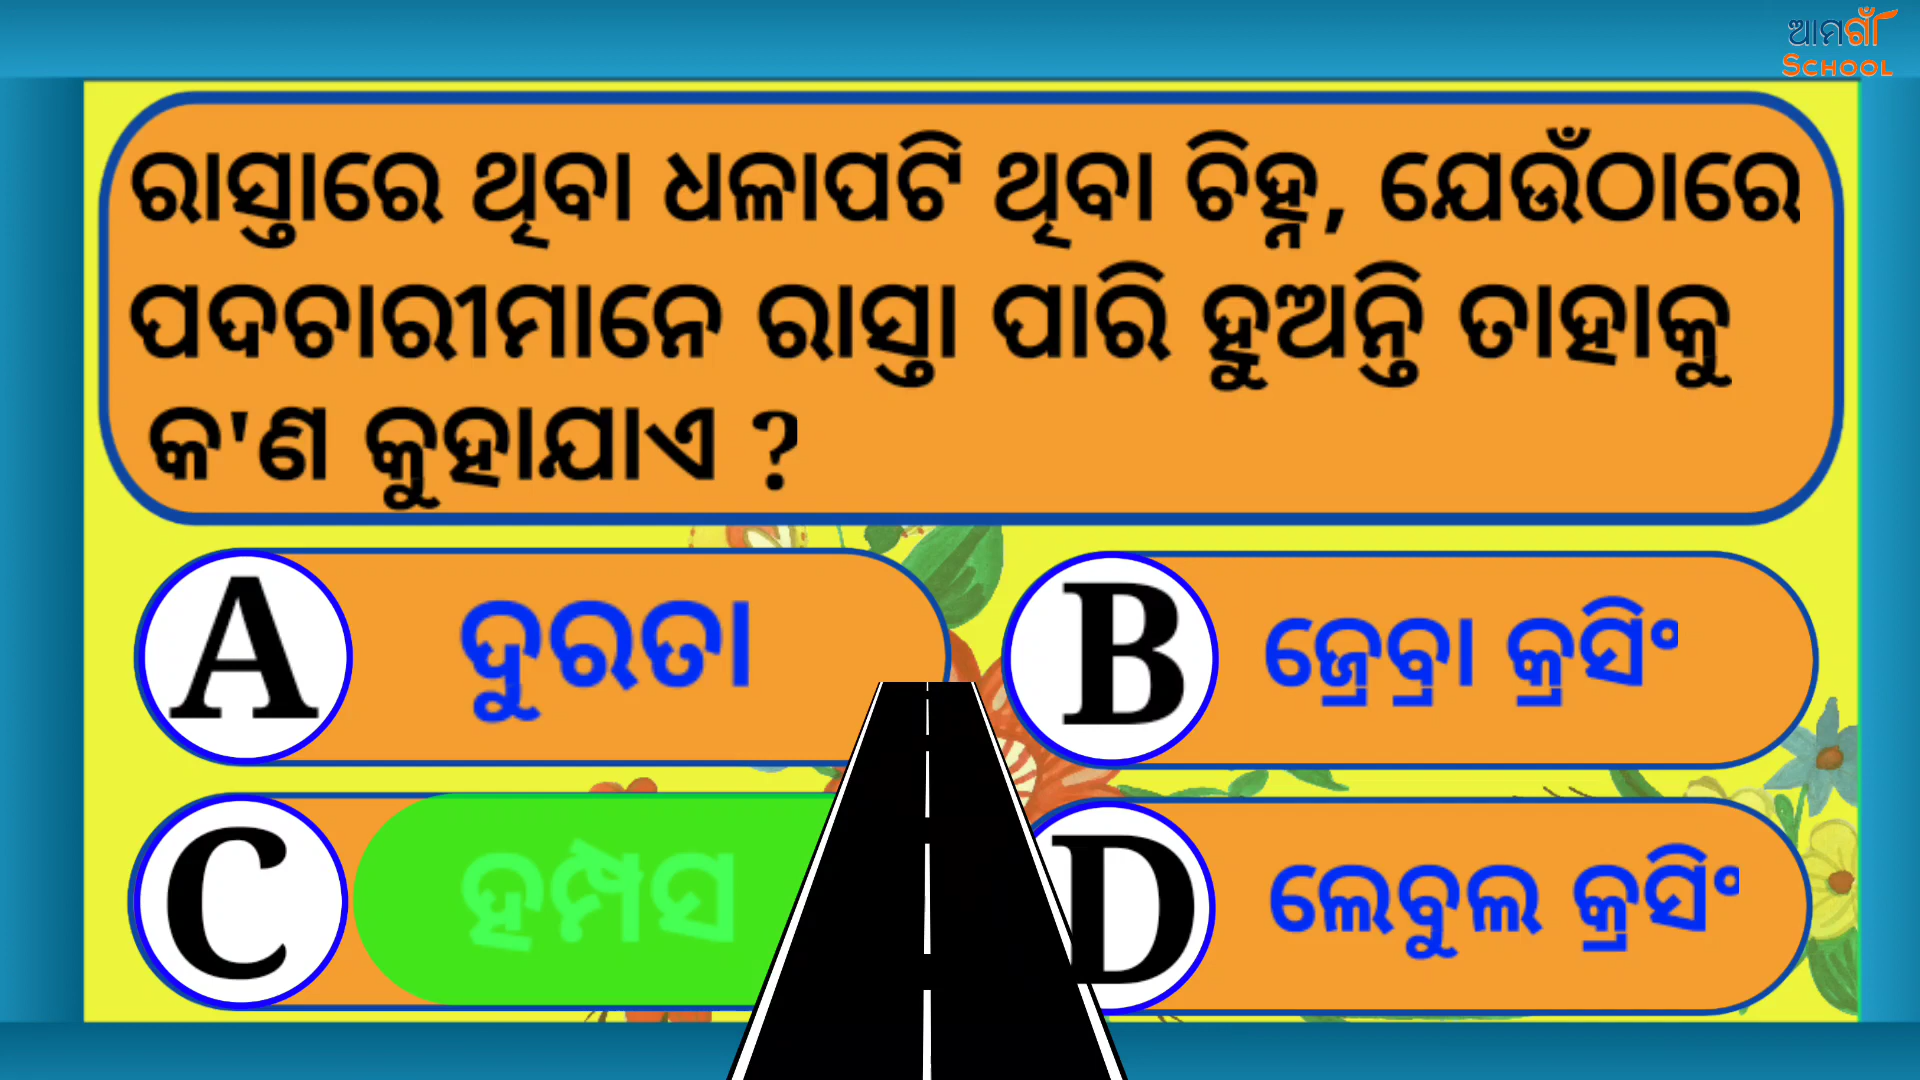 ଆମଗାଁ
SCHOOL
ରାସ୍ତାରେ ଥିବା ଧଳାପଟି ଥିବା ଚିହ୍ନ, ଯେଉଁଠାରେ
ପଦଚାରୀମାନେ ରାସ୍ତା ପାରି ହୁଅନ୍ତି ତାହାକୁ
କ'ଣ କୁହାଯାଏ ?
A ଦୁରତା
B ଜ୍ରେବ୍ରା କ୍ରସିଂ
C ହମ୍ପସ
D ଲେବୁଲ କ୍ରସିଂ